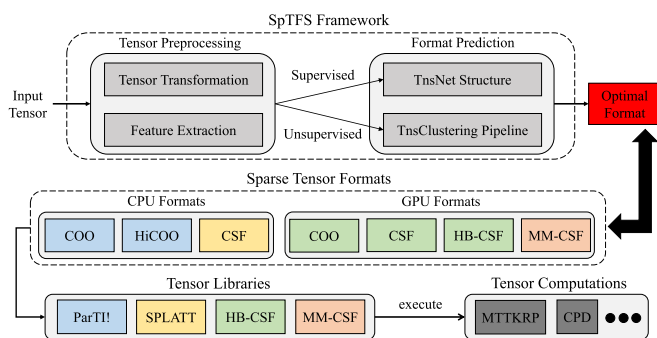 SpTFS Framework
Tensor Preprocessing
Format Prediction
Input
Tensor
Tensor Transformation
Feature Extraction
Supervised
Unsupervised
TnsNet Structure
TnsClustering Pipeline
Optimal
Format
Sparse Tensor Formats
CPU Formats
GPU Formats
COO
HiCOO
CSF
COO
CSF
HB-CSF
MM-CSF
Tensor Libraries
Tensor Computations
ParTI!
SPLATT
HB-CSF
MM-CSF
execute
MTTKRP
CPD